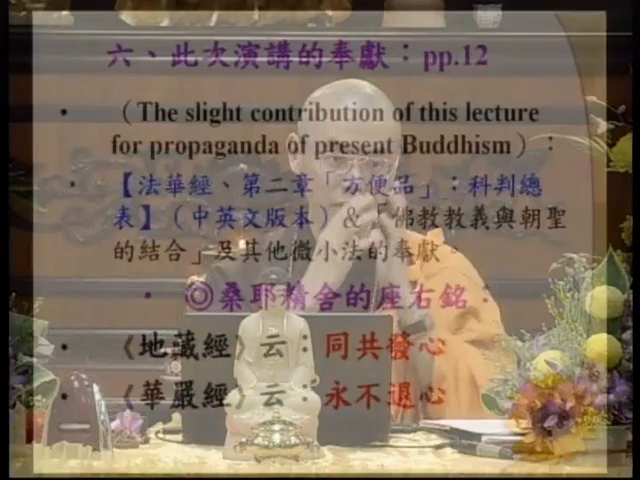 六、此次演講的奉獻：pp.12
• （The slight contribution of this lecture
for propaganda of present Buddhism）：
• 【法華經、第二章「方便品」：科判總
表】（中英文版本）＆「佛教教義與朝聖
的結合」及其他微小法的奉獻。
• ◎桑耶精舍的座右銘：
• 《地藏經》云：同共發心
• 《華嚴經》云：永不退心